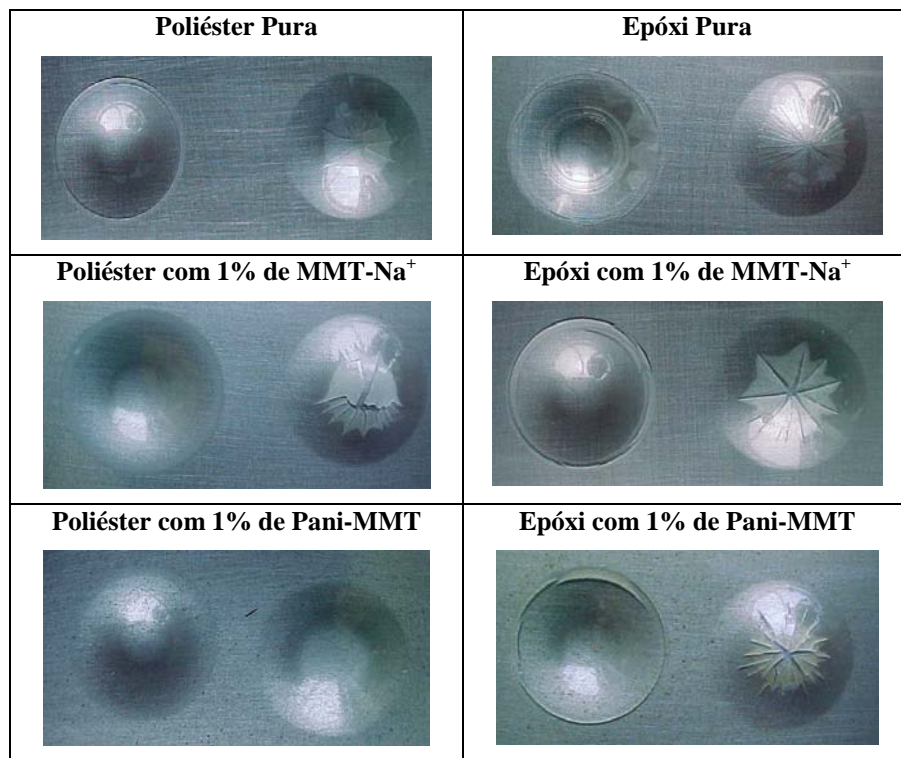 Poliéster Pura
Epóxi Pura
Poliéster com 1% de MMT-Na⁺
Epóxi com 1% de MMT-Na⁺
Poliéster com 1% de Pani-MMT
Epóxi com 1% de Pani-MMT